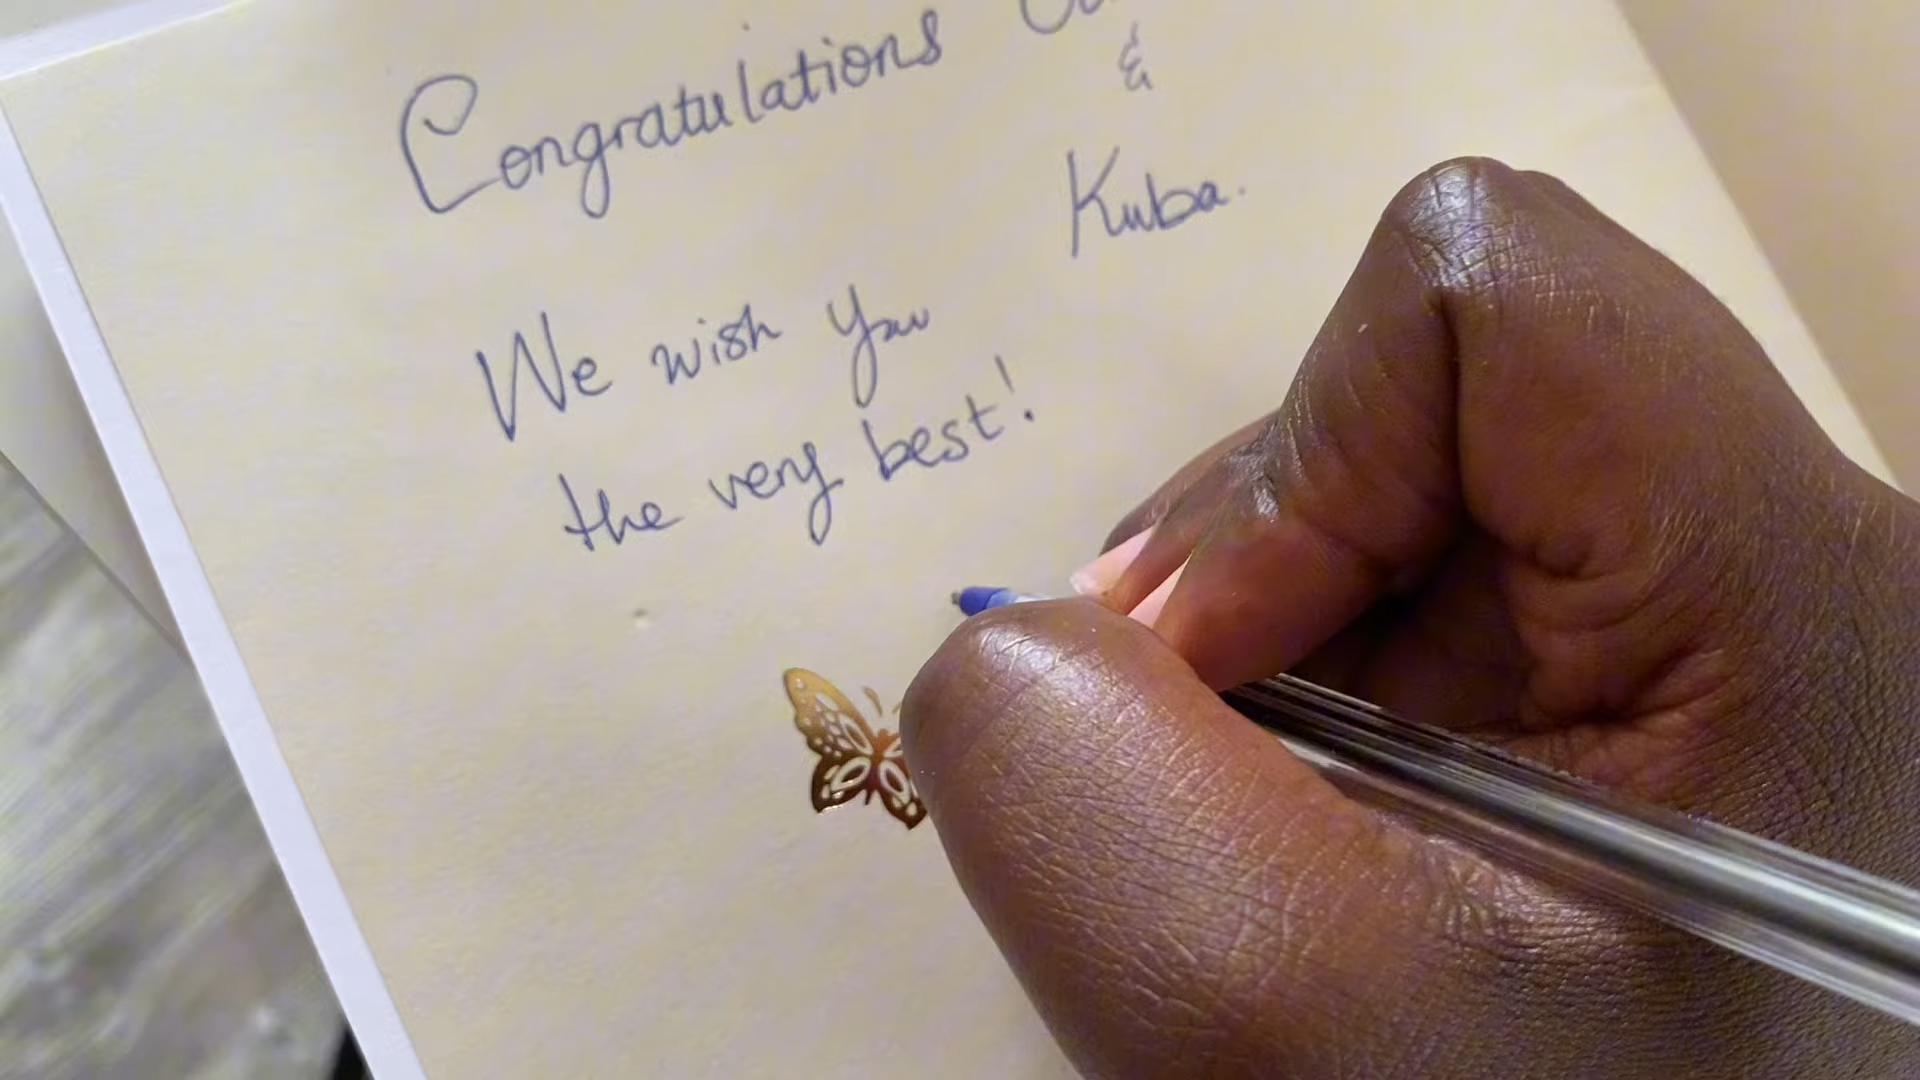 Congratulations
&
Kuba.
We wish you
the very best!